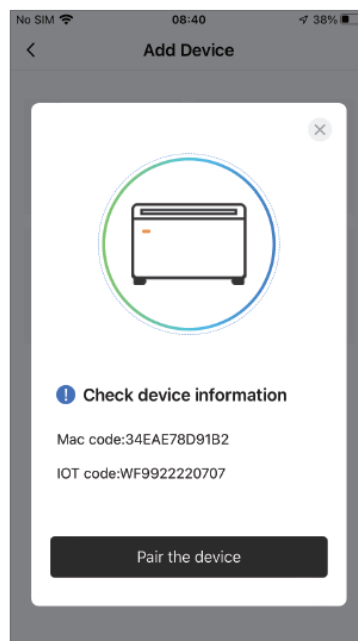 No SIM 08:40 38%
Add Device
Check device information
Mac code:34EAE78D91B2
IOT code:WF9922220707
Pair the device